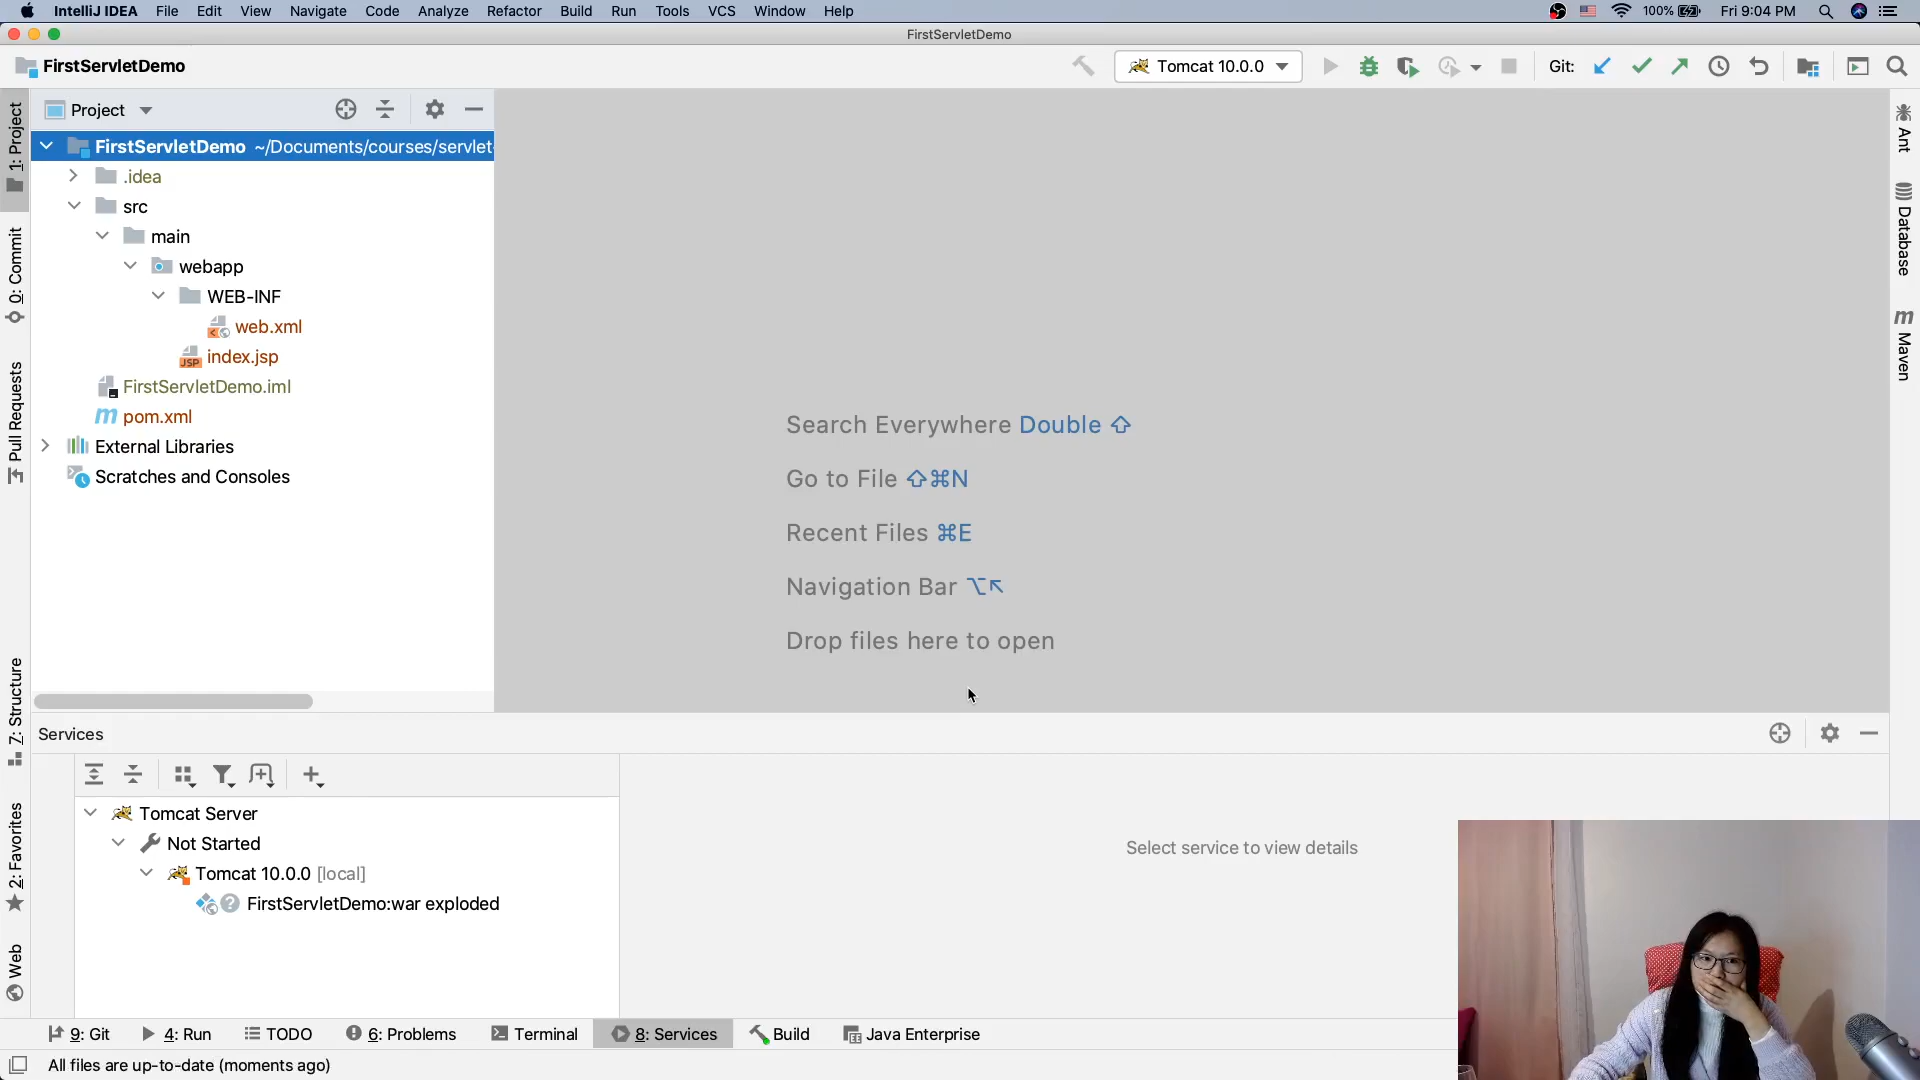 IntelliJ IDEA File Edit View Navigate Code Analyze Refactor Build Run Tools VCS Window Help 100% Fri 9:04 PM
FirstServletDemo
FirstServletDemo Tomcat 10.0.0 Git:
Project
FirstServletDemo ~/Documents/courses/servlet
.idea
src
main
webapp
WEB-INF
web.xml
JSP index.jsp
FirstServletDemo.iml
m pom.xml
External Libraries
Scratches and Consoles
1: Project
0: Commit
Pull Requests
7: Structure
2: Favorites
Web
Search Everywhere Double ⇧
Go to File ⇧⌘N
Recent Files ⌘E
Navigation Bar ⌥↖
Drop files here to open
Ant
Database
m Maven
Services
Tomcat Server
Not Started
Tomcat 10.0.0 [local]
FirstServletDemo:war exploded
Select service to view details
9: Git 4: Run TODO 6: Problems Terminal 8: Services Build Java Enterprise
All files are up-to-date (moments ago)